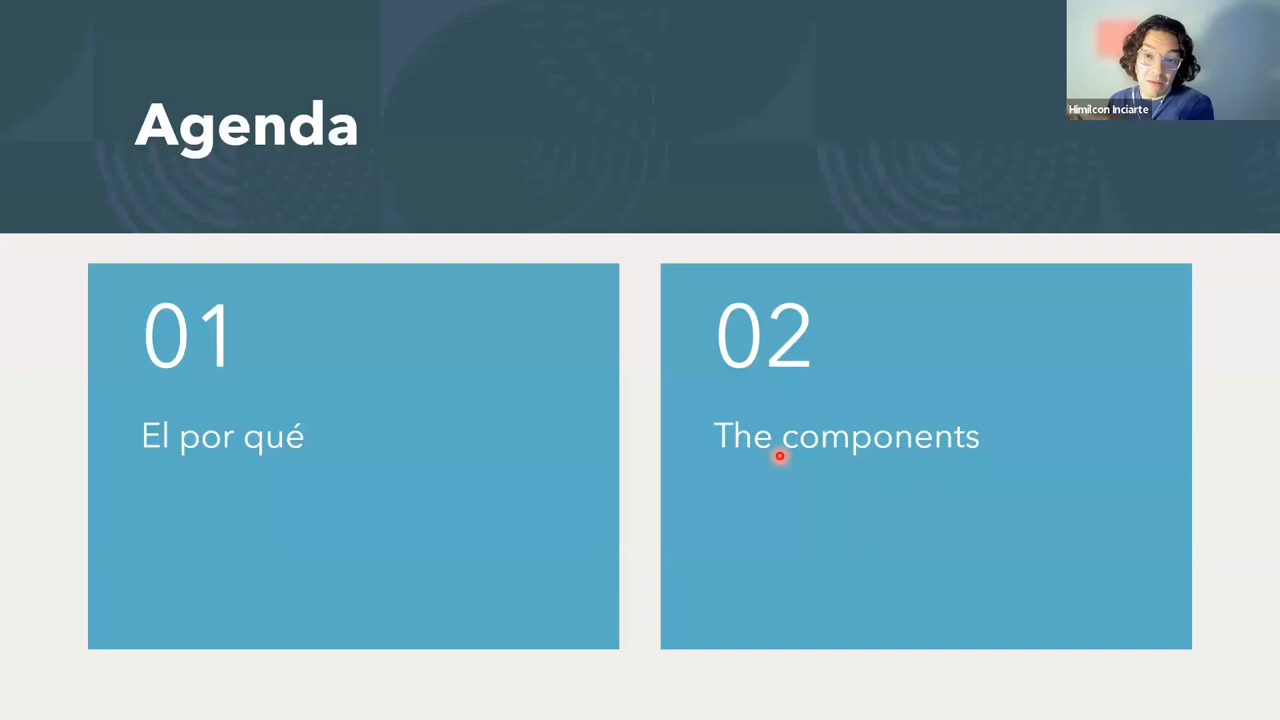 Agenda
Himilcon Inciarte
01
El por qué
02
The components